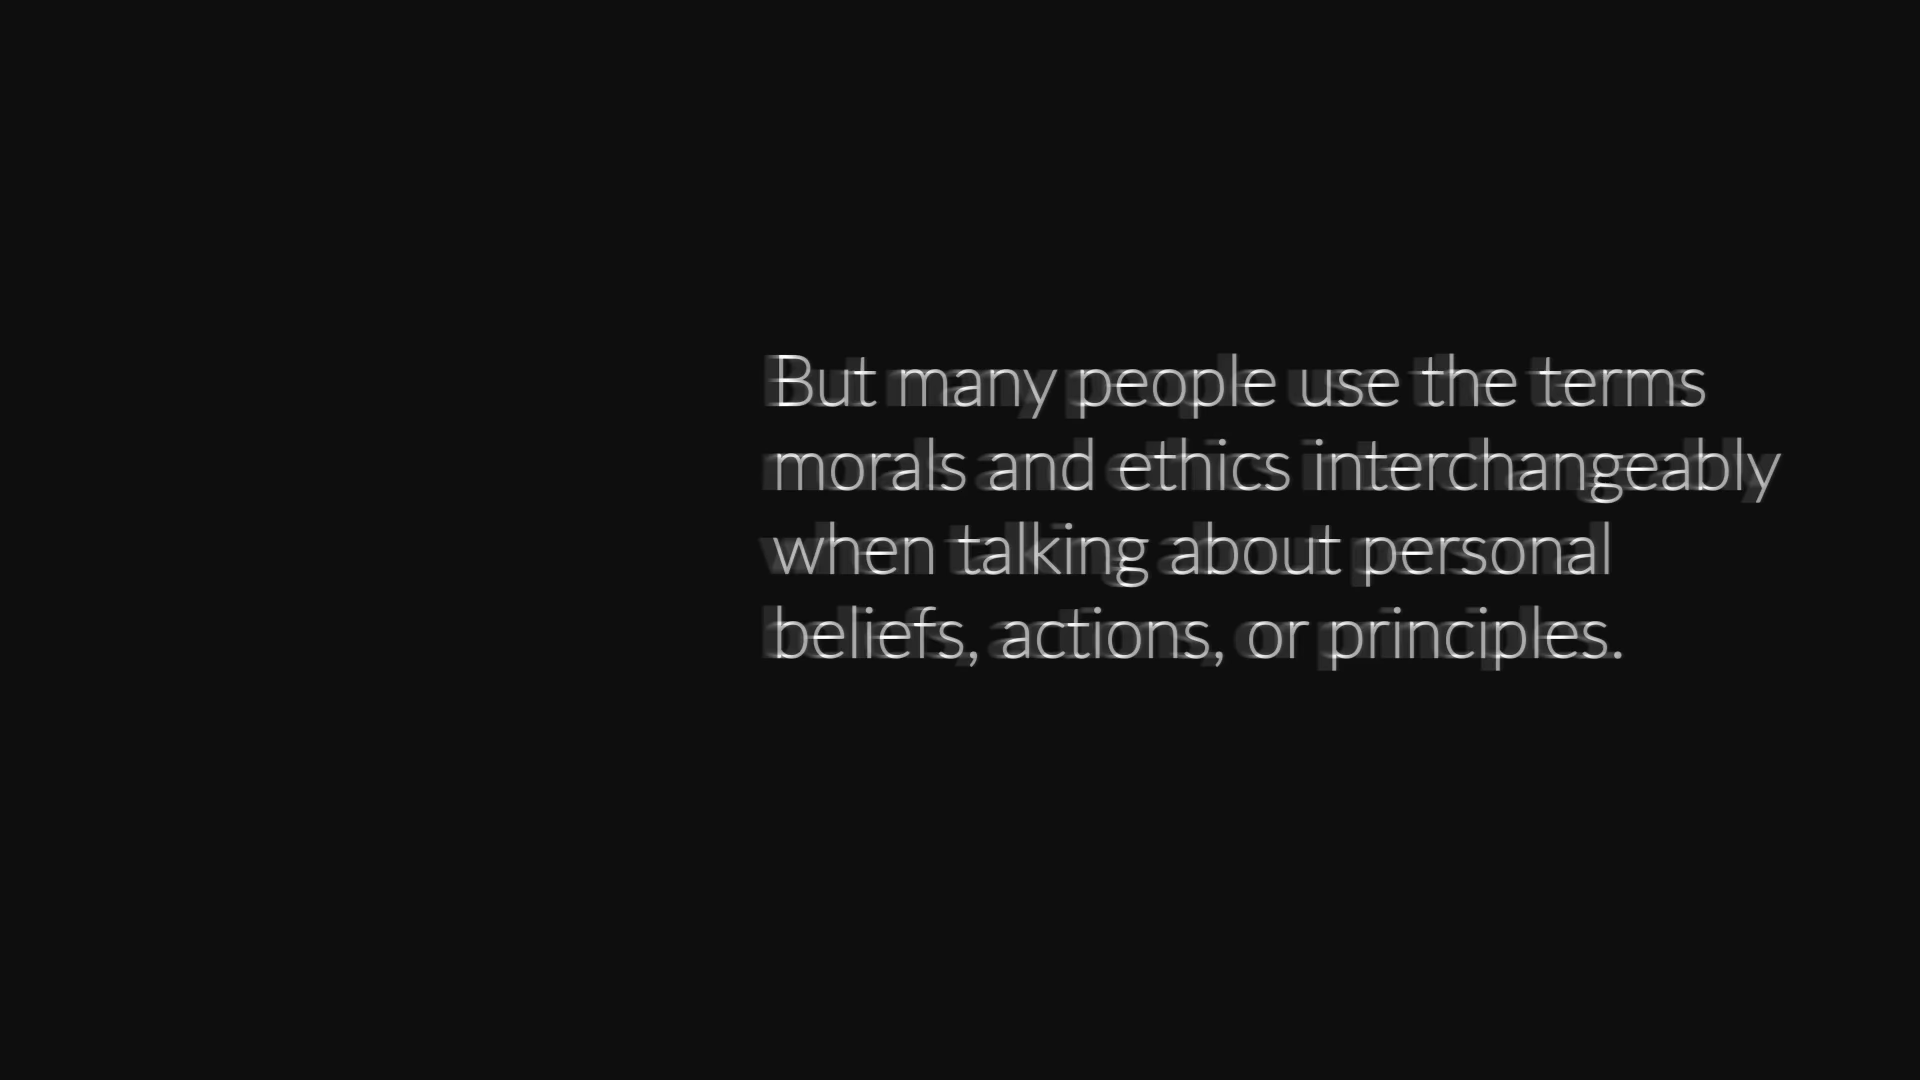 But many people use the terms
morals and ethics interchangeably
when talking about personal
beliefs, actions, or principles.